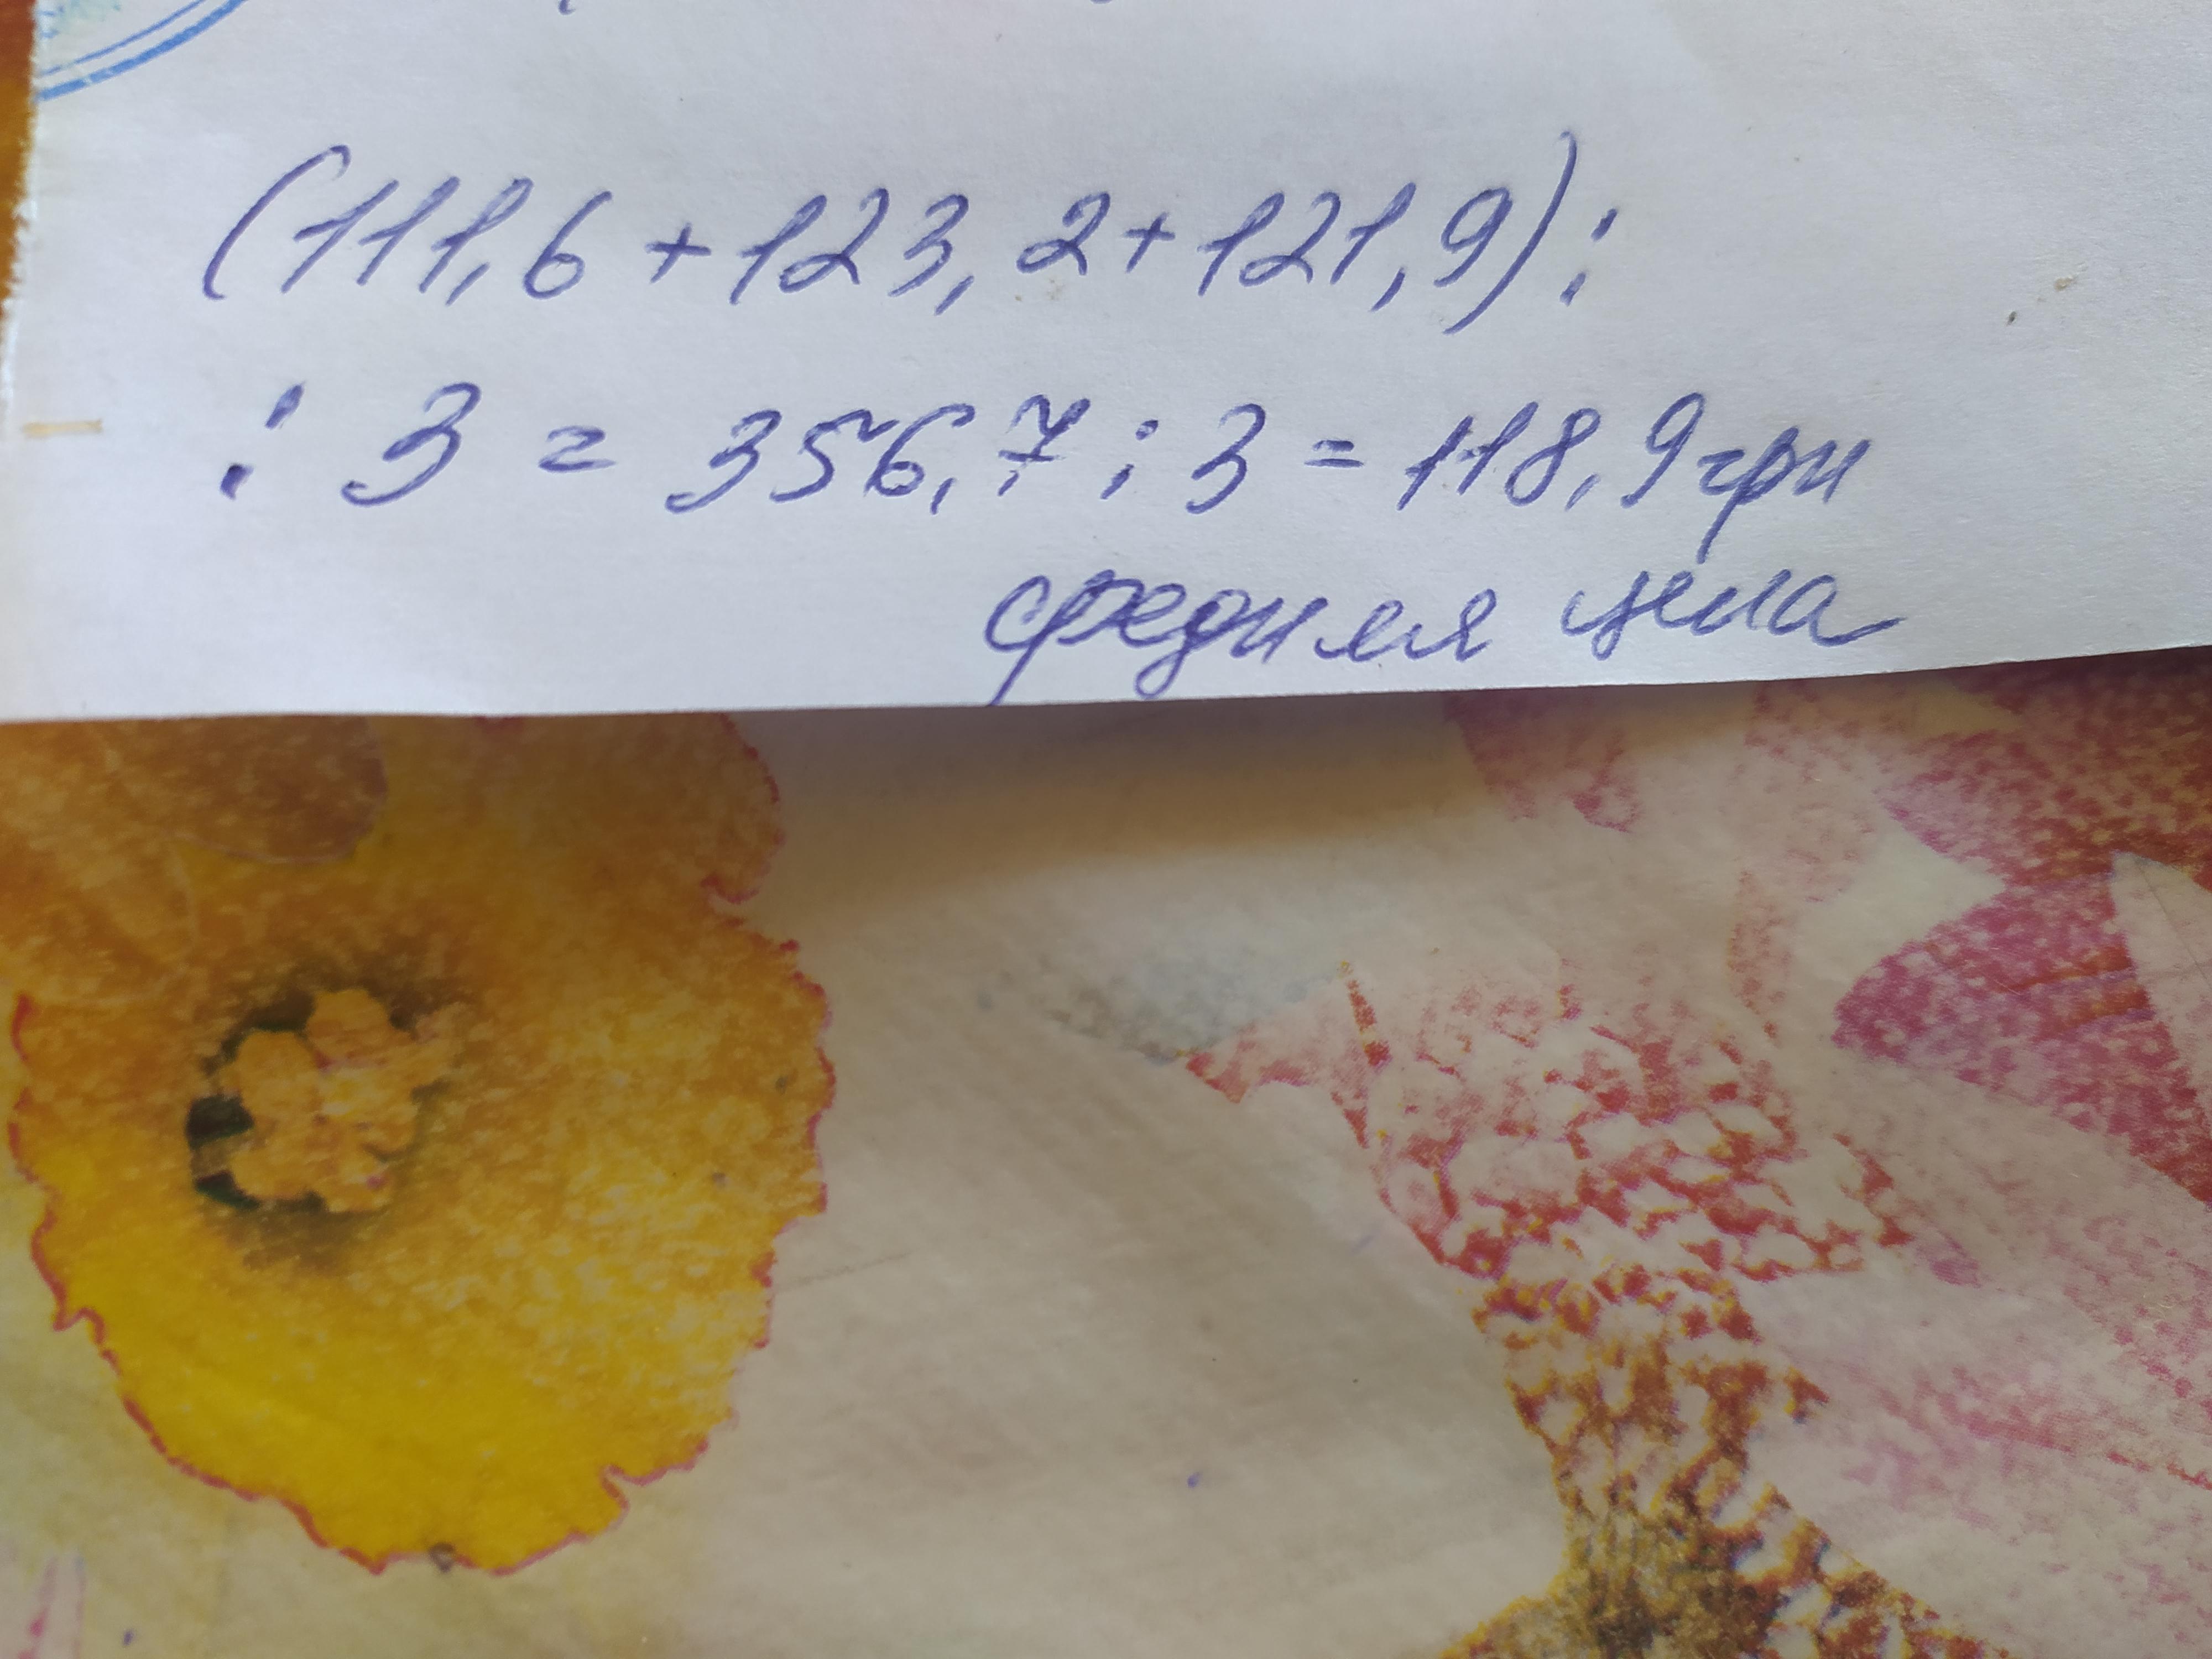 (111,6 + 123,2 + 121,9) :
: 3 = 356,7 : 3 = 118,9 грн
средняя цена